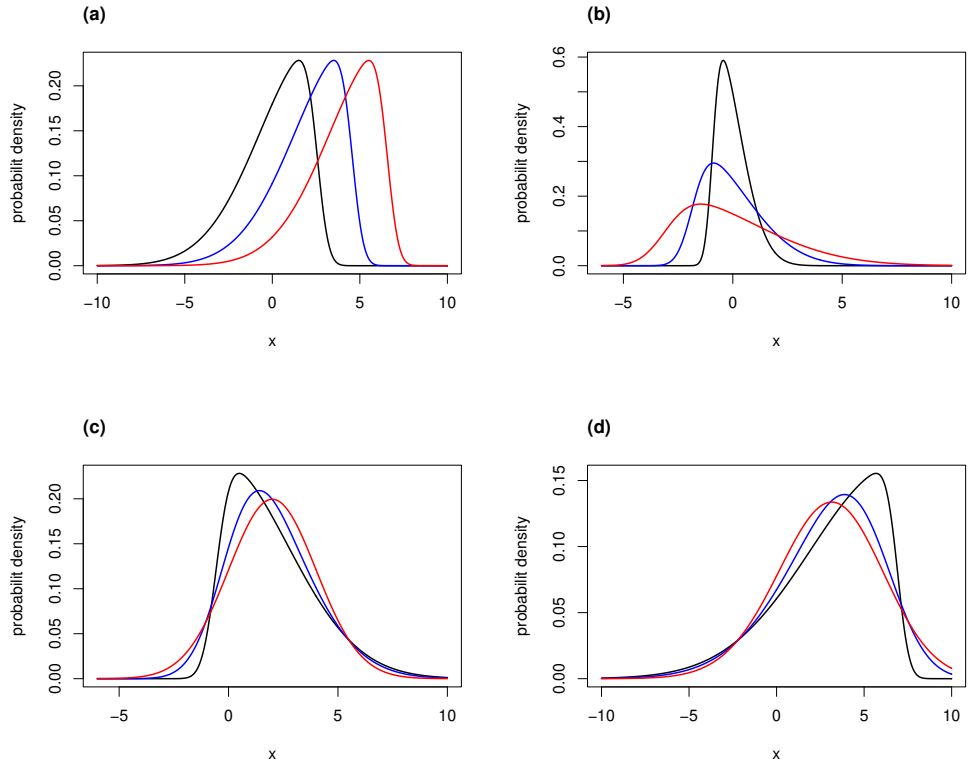 (a)
probabilit density
0.00 0.05 0.10 0.15 0.20
−10 −5 0 5 10
x
(b)
probabilit density
0.0 0.2 0.4 0.6
−5 0 5 10
x
(c)
probabilit density
0.00 0.05 0.10 0.15 0.20
−5 0 5 10
x
(d)
probabilit density
0.00 0.05 0.10 0.15
−10 −5 0 5 10
x